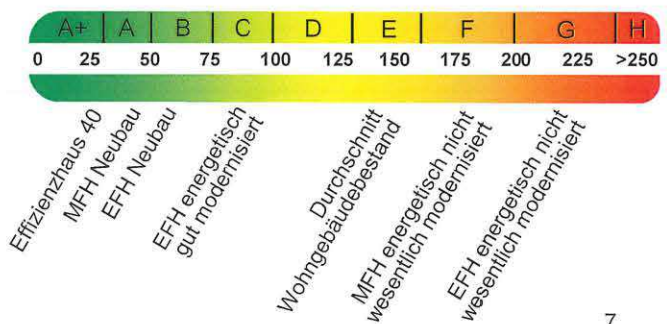 A+ A B C D E F G H
0 25 50 75 100 125 150 175 200 225 >250
Effizienzhaus 40
MFH Neubau
EFH Neubau
EFH energetisch
gut modernisiert
Durchschnitt
Wohngebäudebestand
MFH energetisch nicht
wesentlich modernisiert
EFH energetisch nicht
wesentlich modernisiert
7